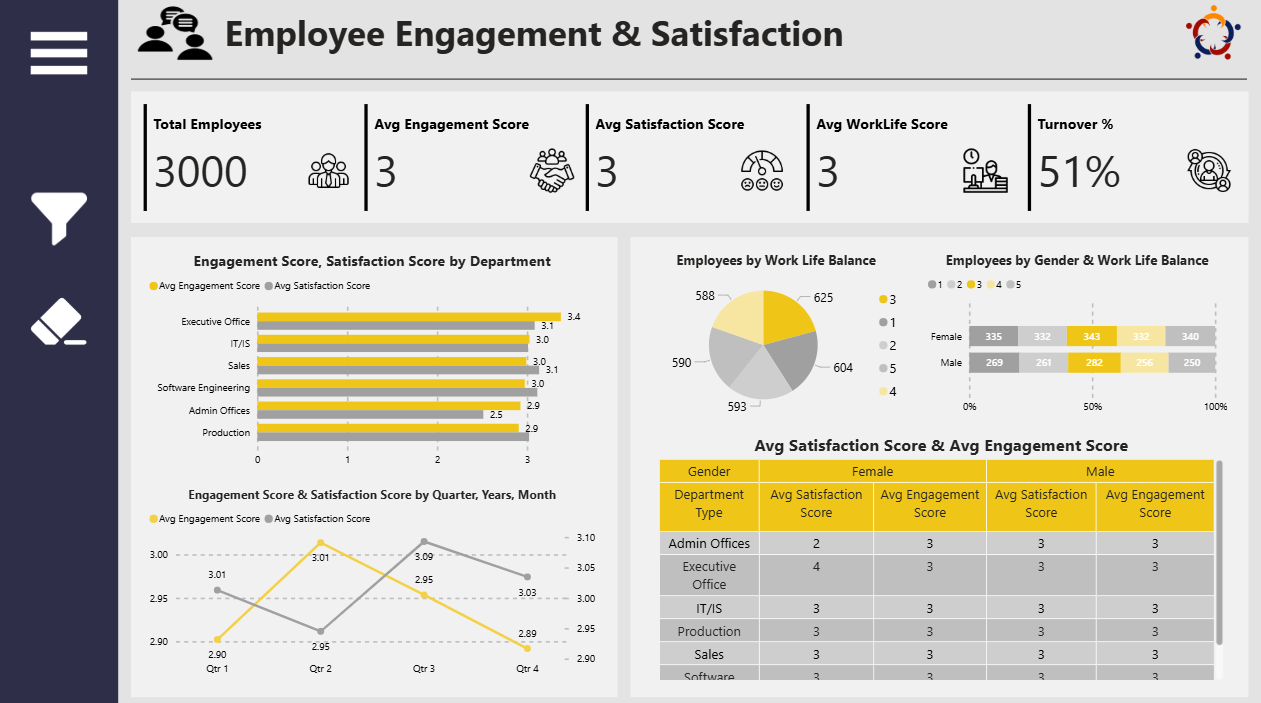 Employee Engagement & Satisfaction
Total Employees
3000
Avg Engagement Score
3
Avg Satisfaction Score
3
Avg WorkLife Score
3
Turnover %
51%
Engagement Score, Satisfaction Score by Department
Avg Engagement Score Avg Satisfaction Score
Executive Office 3.4
3.1
IT/IS 3.0
Sales 3.0
3.1
Software Engineering 3.0
Admin Offices 2.9
2.5
Production 2.9
0 1 2 3
Engagement Score & Satisfaction Score by Quarter, Years, Month
Avg Engagement Score Avg Satisfaction Score
3.00
2.95
2.90
3.10
3.05
3.00
2.95
2.90
3.01
2.90
3.01
2.95
3.09
2.95
2.89
3.03
Qtr 1 Qtr 2 Qtr 3 Qtr 4
Employees by Work Life Balance
588
625
590
604
593
3
1
2
5
4
Employees by Gender & Work Life Balance
1 2 3 4 5
Female 335 332 343 332 340
Male 269 261 282 256 250
0% 50% 100%
Avg Satisfaction Score & Avg Engagement Score
Gender Female Male
Department Type Avg Satisfaction Score Avg Engagement Score Avg Satisfaction Score Avg Engagement Score
Admin Offices 2 3 3 3
Executive Office 4 3 3 3
IT/IS 3 3 3 3
Production 3 3 3 3
Sales 3 3 3 3
Software 3 3 3 3